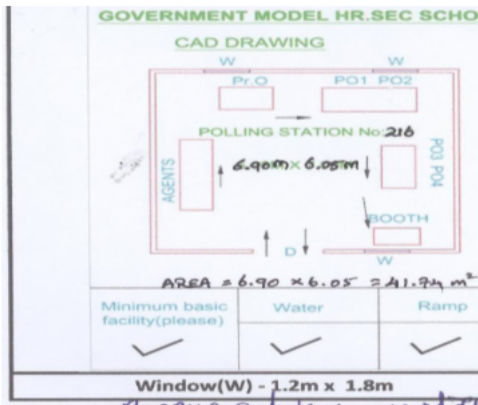 GOVERNMENT MODEL HR.SEC SCHO
CAD DRAWING
W W
Pr.O PO1 PO2
POLLING STATION No: 216
AGENTS
6.90m X 6.05m
PO3 PO4
BOOTH
D
W
AREA = 6.90 x 6.05 = 41.74 m²
Minimum basic facility(please) Water Ramp
Window(W) - 1.2m x 1.8m